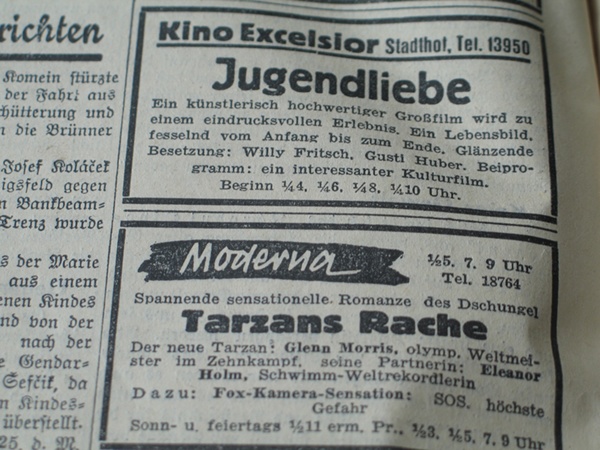 richten
Komein stürzte
der Fahrt aus
chütterung und
n die Brünner
Josef Koláček
igsfeld gegen
n Bankbeam=
Trenz wurde
s der Marie
aus einem
enen Kindes
nd von der
nach der
e Gendar=
Sefčik, da
n Kindes=
überstellt.
25. d. M.
Kino Excelsior Stadthof, Tel. 13950
Jugendliebe
Ein künstlerisch hochwertiger Großfilm wird zu
einem eindrucksvollen Erlebnis. Ein Lebensbild,
fesselnd vom Anfang bis zum Ende. Glänzende
Besetzung: Willy Fritsch, Gusti Huber. Beipro-
gramm: ein interessanter Kulturfilm.
Beginn ¼4, ¼6, ¼8, ¼10 Uhr.
Moderna
½5, 7, 9 Uhr
Tel. 18764
Spannende sensationelle Romanze des Dschungel
Tarzans Rache
Der neue Tarzan: Glenn Morris, olymp. Weltmei-
ster im Zehnkampf, seine Partnerin: Eleanor
Holm, Schwimm-Weltrekordlerin
Dazu: Fox-Kamera-Sensation: SOS. höchste
Gefahr
Sonn- u. feiertags ½11 erm. Pr., ½3, ½5, 7, 9 Uhr